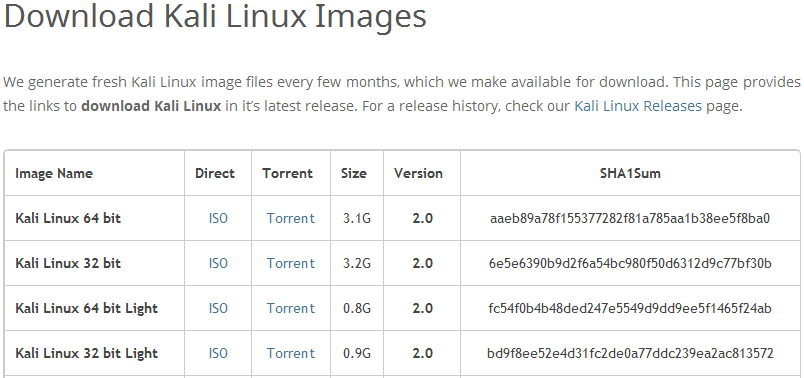 Download Kali Linux Images
We generate fresh Kali Linux image files every few months, which we make available for download. This page provides
the links to download Kali Linux in it's latest release. For a release history, check our Kali Linux Releases page.
Image Name Direct Torrent Size Version SHA1Sum
Kali Linux 64 bit ISO Torrent 3.1G 2.0 aaeb89a78f155377282f81a785aa1b38ee5f8ba0
Kali Linux 32 bit ISO Torrent 3.2G 2.0 6e5e6390b9d2f6a54bc980f50d6312d9c77bf30b
Kali Linux 64 bit Light ISO Torrent 0.8G 2.0 fc54f0b4b48ded247e5549d9dd9ee5f1465f24ab
Kali Linux 32 bit Light ISO Torrent 0.9G 2.0 bd9f8ee52e4d31fc2de0a77ddc239ea2ac813572